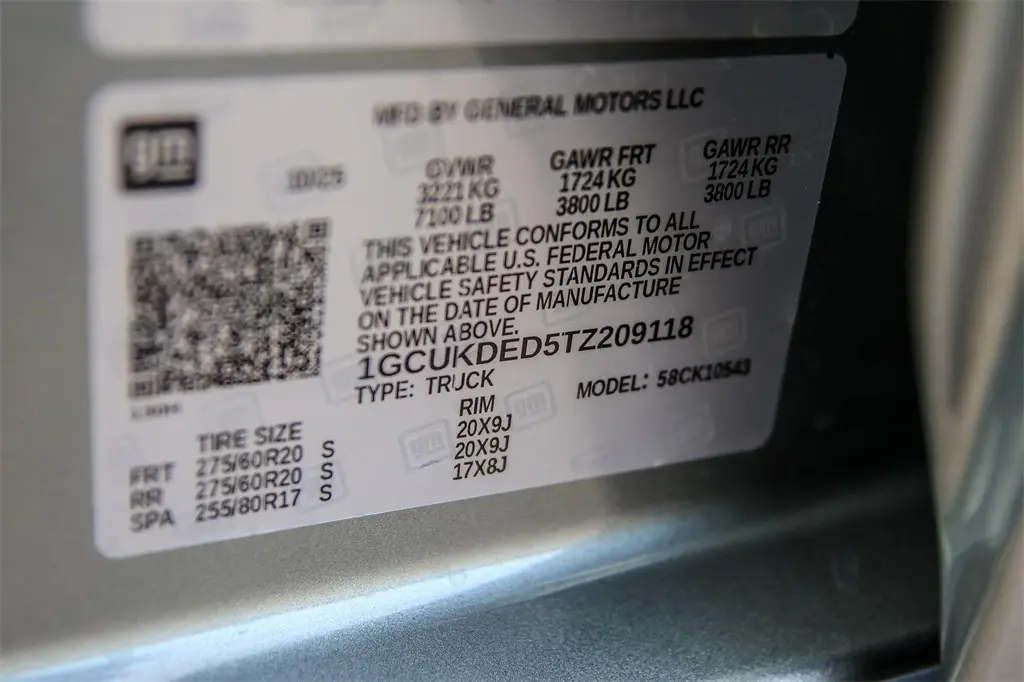 MFD BY GENERAL MOTORS LLC
gm
10/25
GVWR GAWR FRT GAWR RR
3221 KG 1724 KG 1724 KG
7100 LB 3800 LB 3800 LB
THIS VEHICLE CONFORMS TO ALL
APPLICABLE U.S. FEDERAL MOTOR
VEHICLE SAFETY STANDARDS IN EFFECT
ON THE DATE OF MANUFACTURE
SHOWN ABOVE.
1GCUKDED5TZ209118
TYPE: TRUCK MODEL: 58CK10543
TIRE SIZE RIM
FRT 275/60R20 S 20X9J
RR 275/60R20 S 20X9J
SPA 255/80R17 S 17X8J